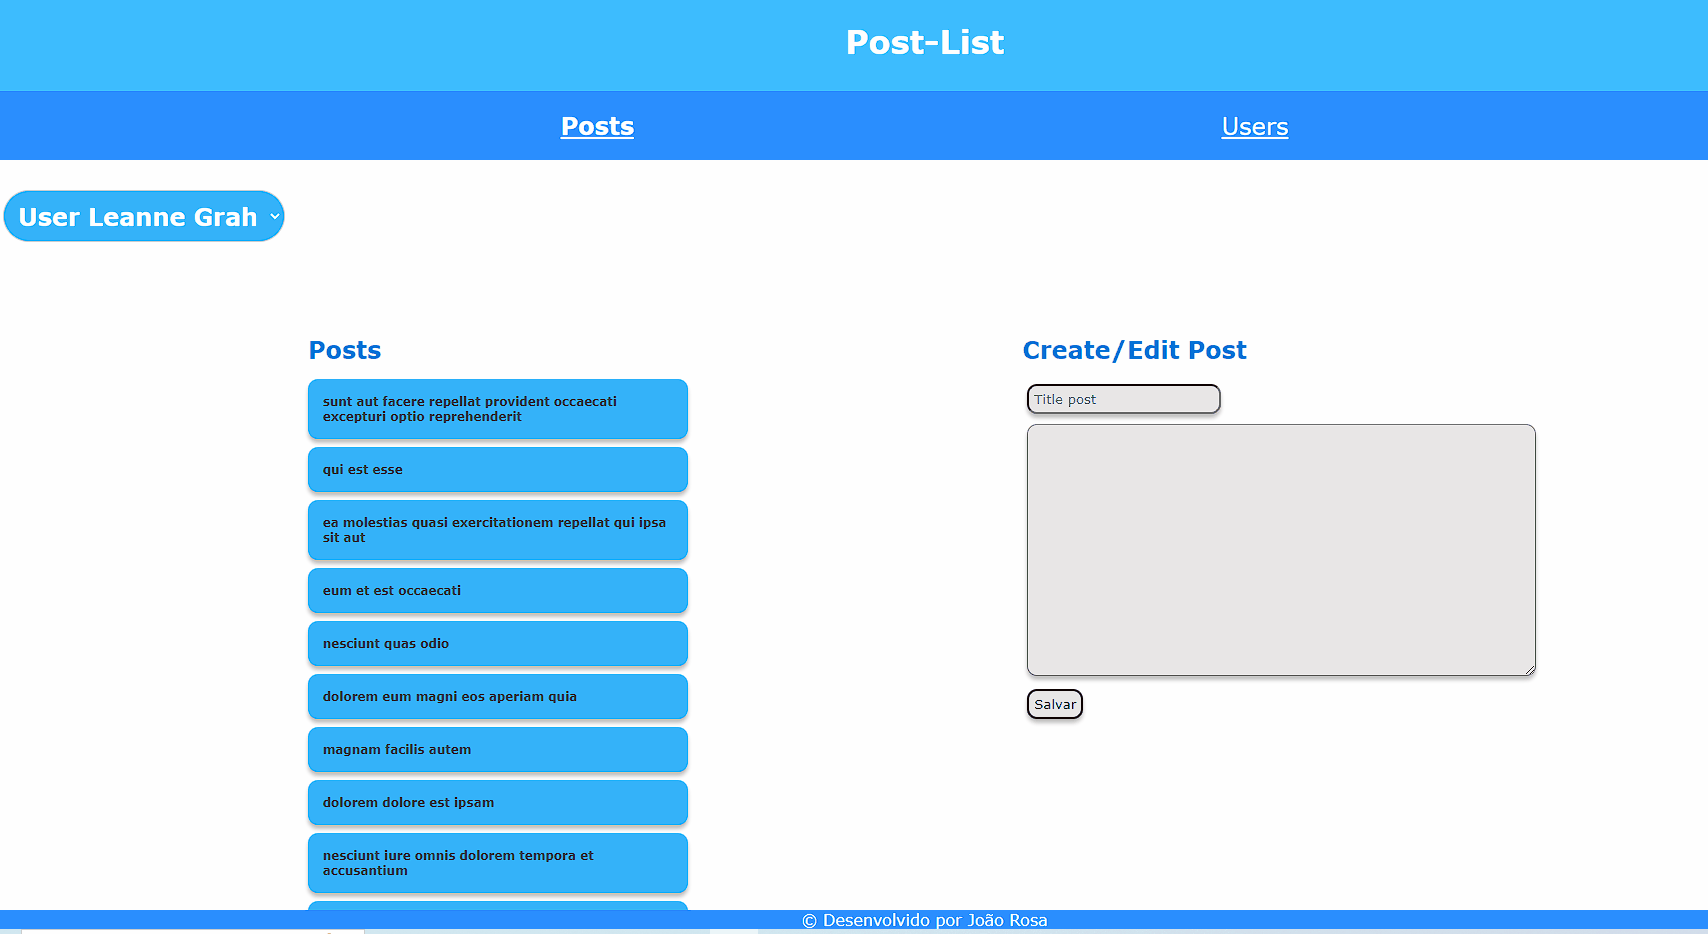 Post-List
Posts
Users
User Leanne Grah
Posts
sunt aut facere repellat provident occaecati
excepturi optio reprehenderit
qui est esse
ea molestias quasi exercitationem repellat qui ipsa
sit aut
eum et est occaecati
nesciunt quas odio
dolorem eum magni eos aperiam quia
magnam facilis autem
dolorem dolore est ipsam
nesciunt iure omnis dolorem tempora et
accusantium
Create/Edit Post
Title post
Salvar
© Desenvolvido por João Rosa